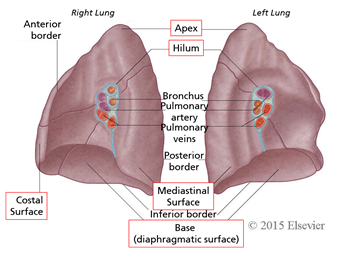 Right Lung
Left Lung
Anterior
border
Apex
Hilum
Bronchus
Pulmonary
artery
Pulmonary
veins
Posterior
border
Costal
Surface
Mediastinal
Surface
Inferior border
Base
(diaphragmatic surface)
© 2015 Elsevier